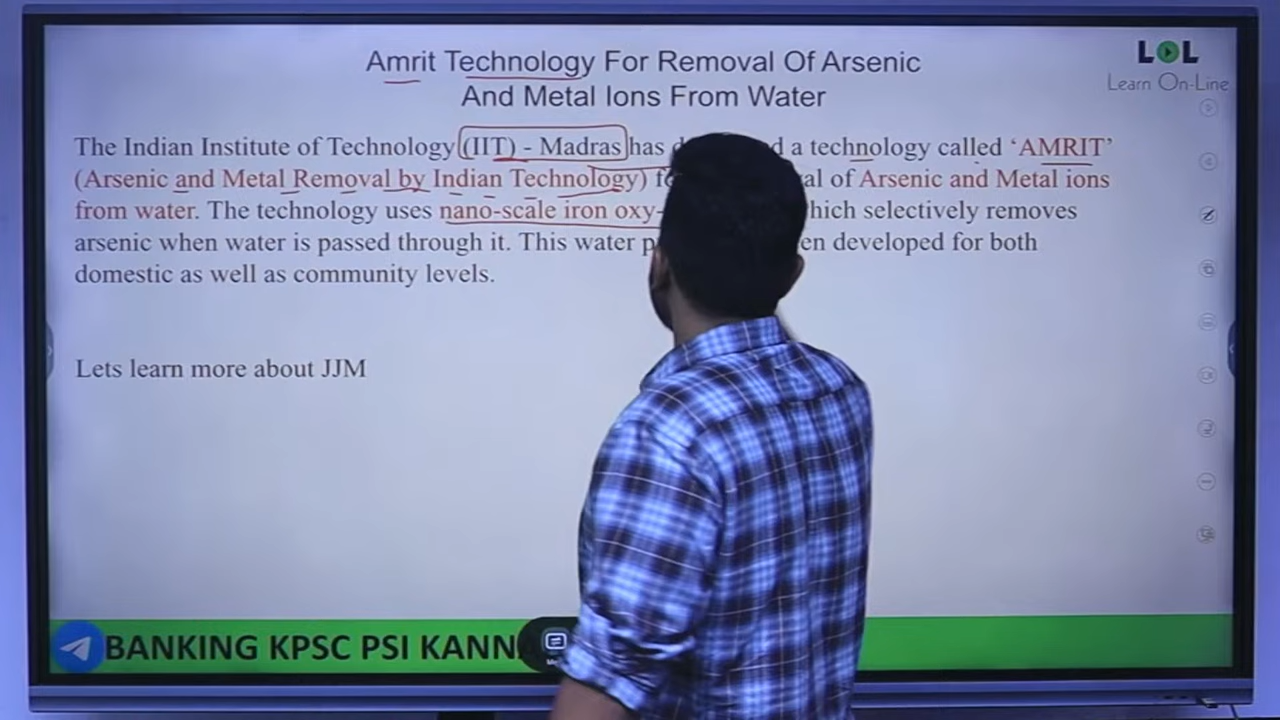 Amrit Technology For Removal Of Arsenic
And Metal Ions From Water
LOL
Learn On-Line
The Indian Institute of Technology (IIT) - Madras has a technology called ‘AMRIT’
(Arsenic and Metal Removal by Indian Technology) of Arsenic and Metal ions
from water. The technology uses nano-scale iron oxy- which selectively removes
arsenic when water is passed through it. This water developed for both
domestic as well as community levels.
Lets learn more about JJM
BANKING KPSC PSI